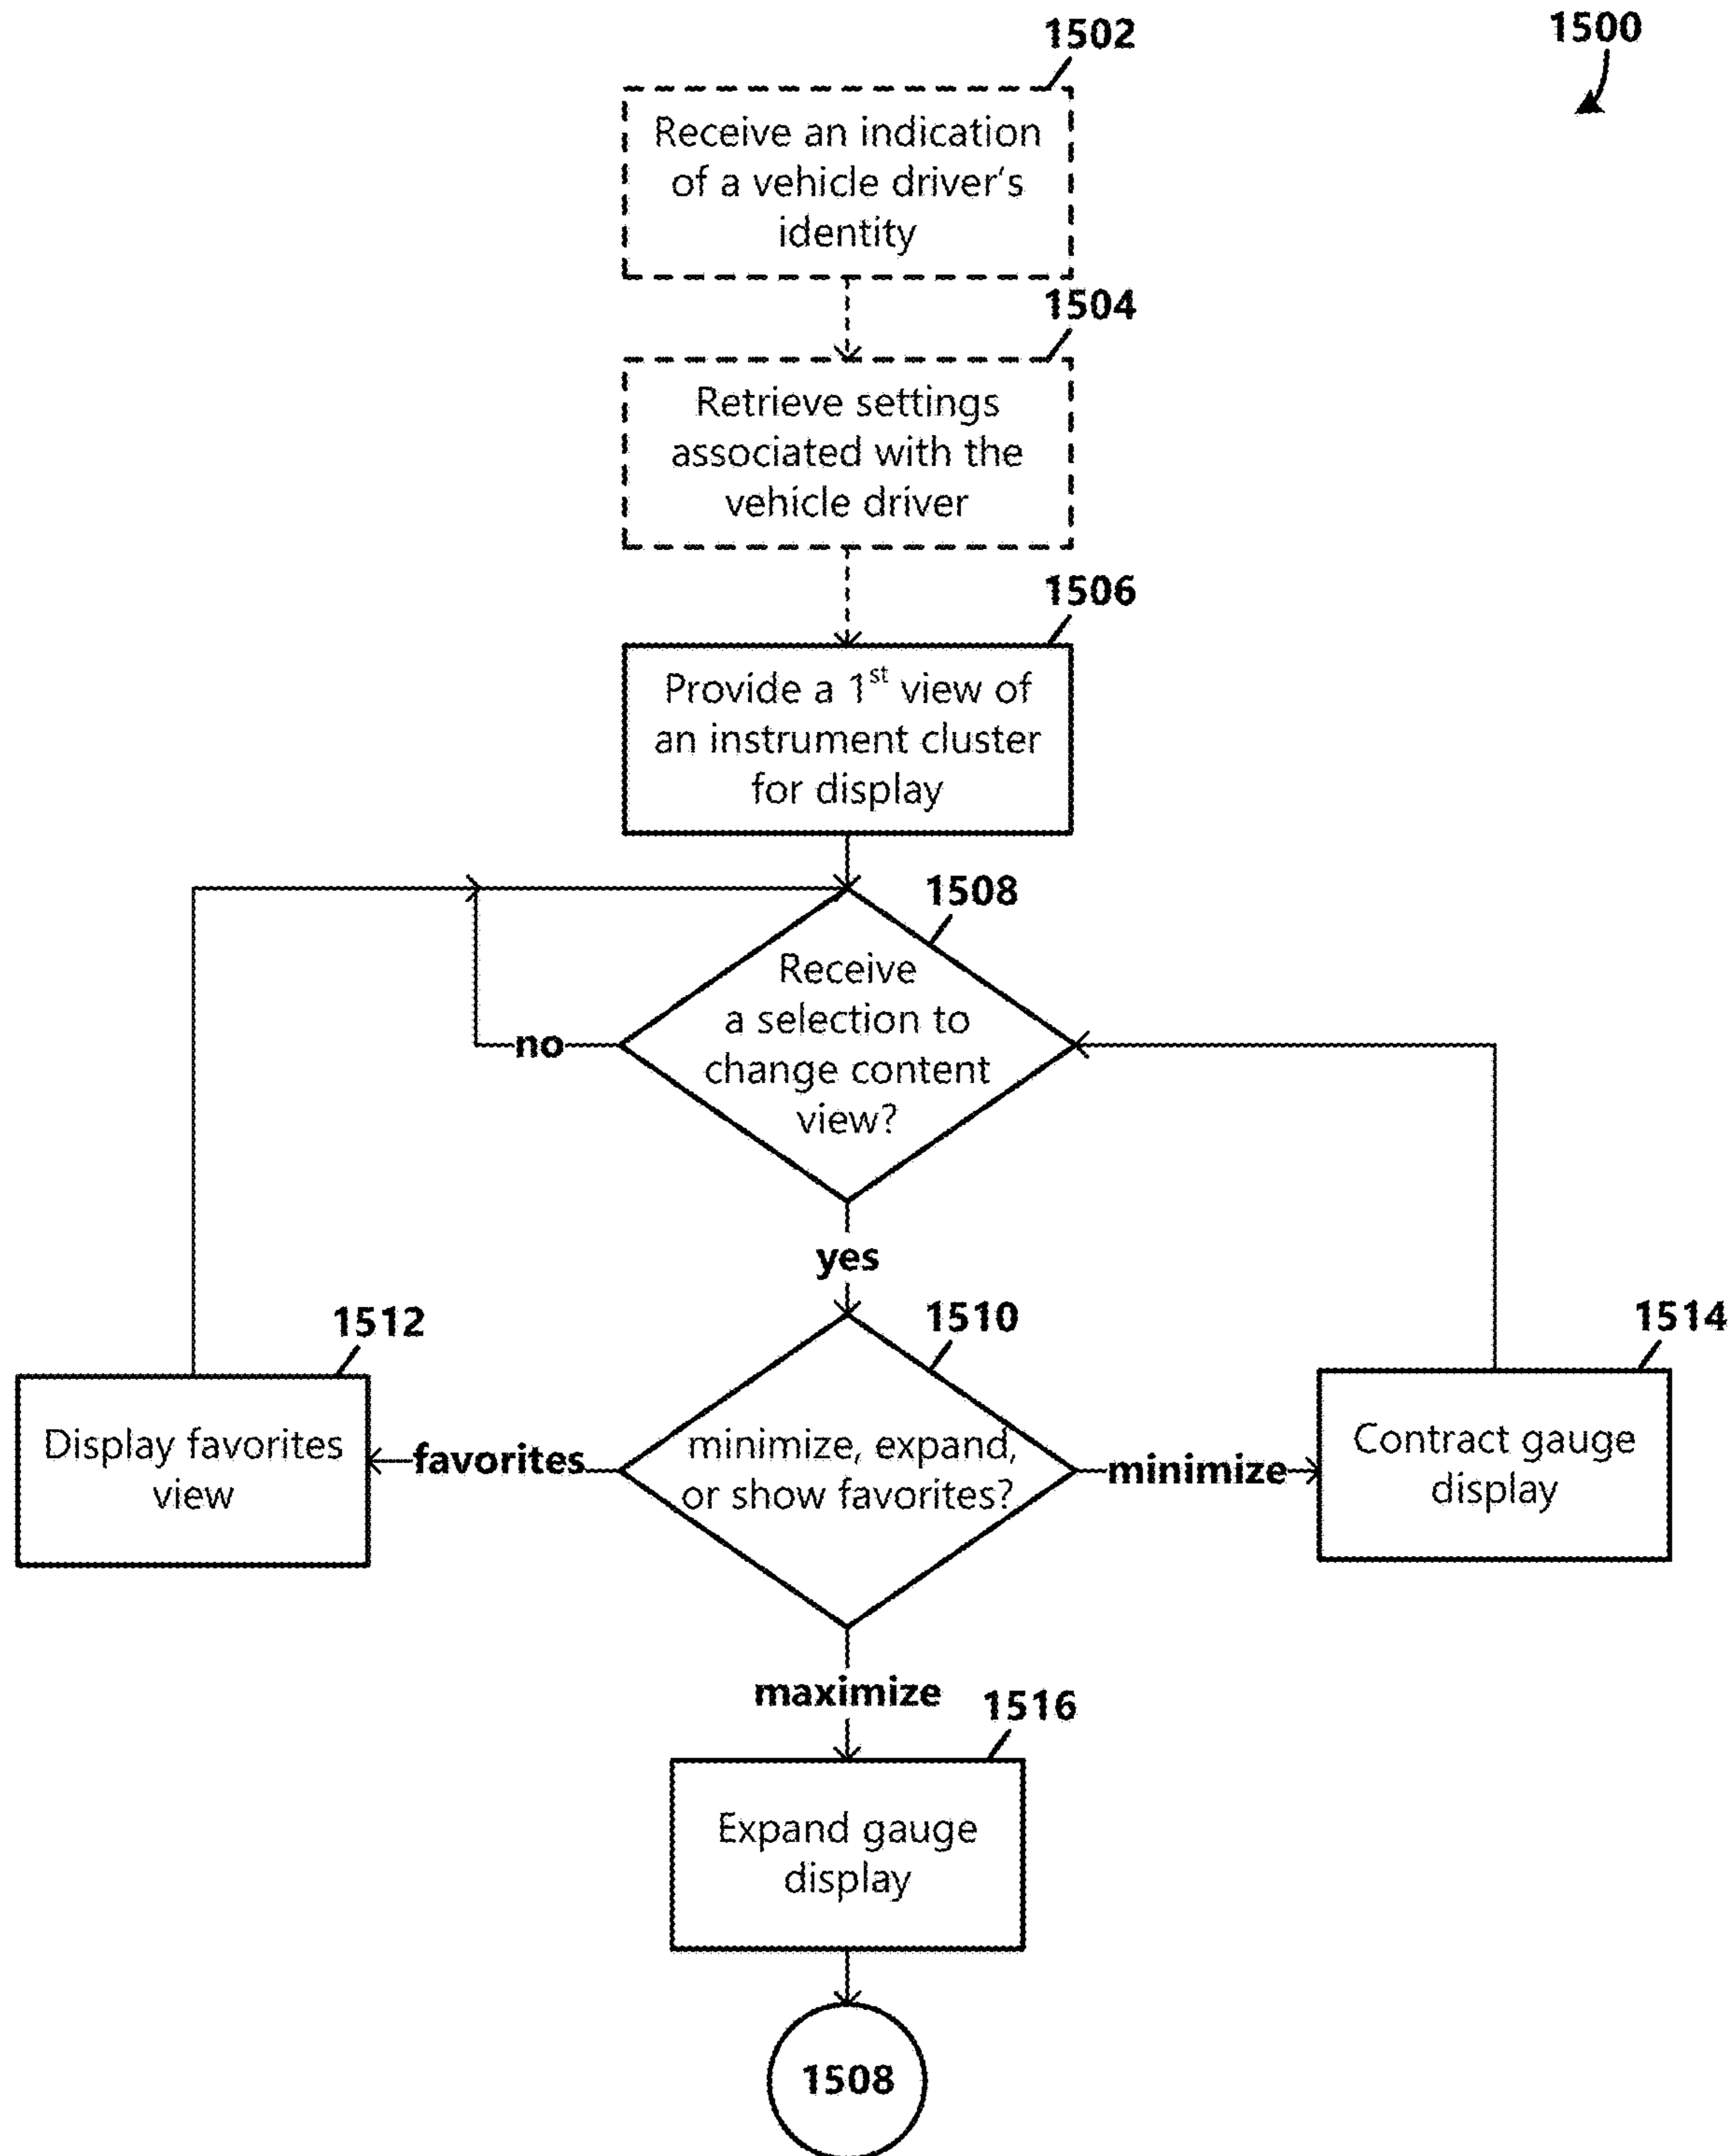 1500
1502
Receive an indication
of a vehicle driver's
identity
1504
Retrieve settings
associated with the
vehicle driver
1506
Provide a 1st view of
an instrument cluster
for display
1508
Receive
a selection to
change content
view?
no
yes
1510
minimize, expand,
or show favorites?
favorites
minimize
1512
Display favorites
view
1514
Contract gauge
display
maximize
1516
Expand gauge
display
1508